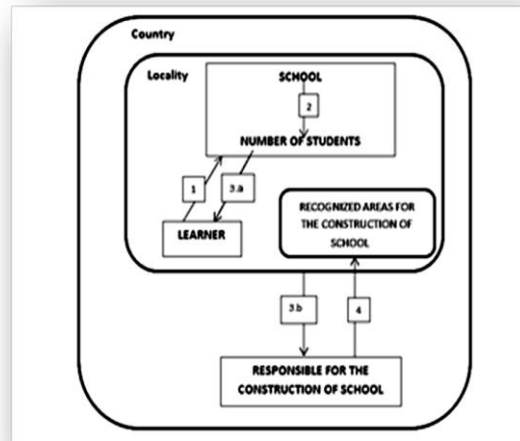 Country
Locality
SCHOOL
2
NUMBER OF STUDENTS
1
3.a
LEARNER
RECOGNIZED AREAS FOR
THE CONSTRUCTION OF
SCHOOL
3.b
4
RESPONSIBLE FOR THE
CONSTRUCTION OF SCHOOL